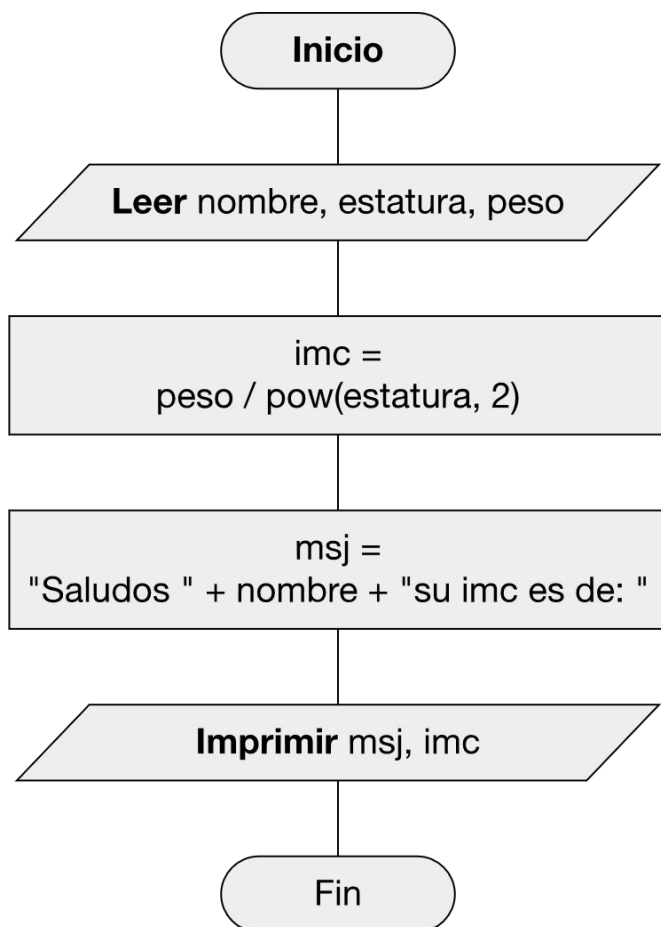 Inicio
Leer nombre, estatura, peso
imc =
peso / pow(estatura, 2)
msj =
"Saludos " + nombre + "su imc es de: "
Imprimir msj, imc
Fin